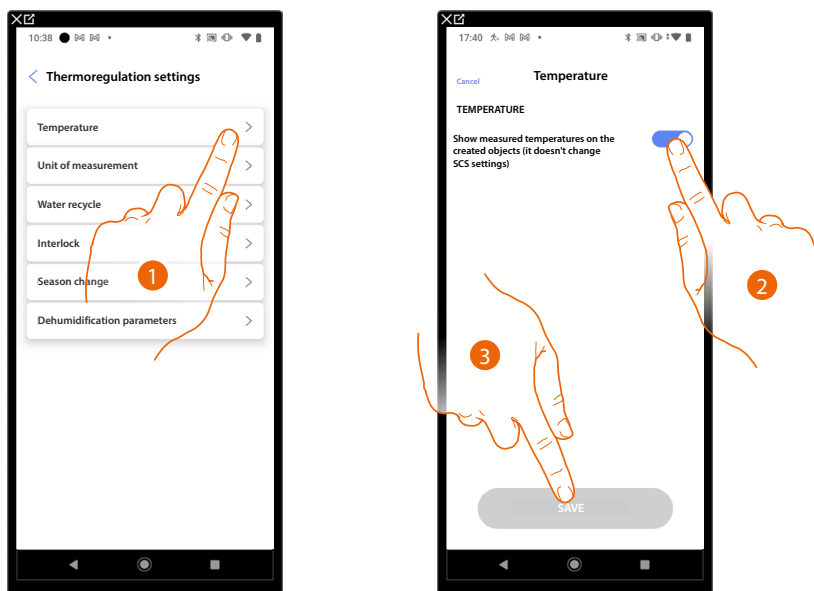 10:38
Thermoregulation settings
Temperature
Unit of measurement
Water recycle
Interlock
Season change
Dehumidification parameters
1
17:40
Cancel
Temperature
TEMPERATURE
Show measured temperatures on the
created objects (it doesn't change
SCS settings)
2
3
SAVE